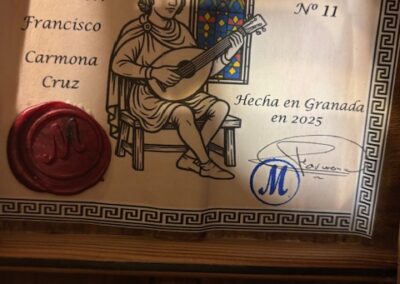 Francisco
Nº 11
Carmona
Cruz
Hecha en Granada
en 2025
M
M